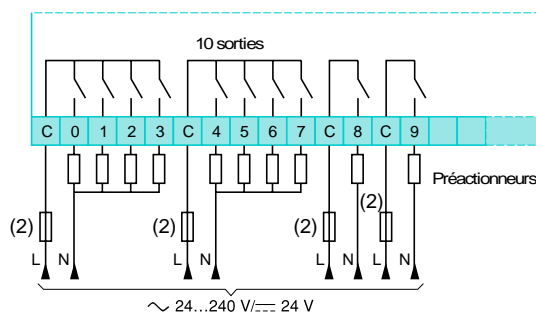 10 sorties
C 0 1 2 3 C 4 5 6 7 C 8 C 9
Préactionneurs
(2) (2) (2) (2)
L N L N L N L N
∼ 24...240 V/⎓ 24 V